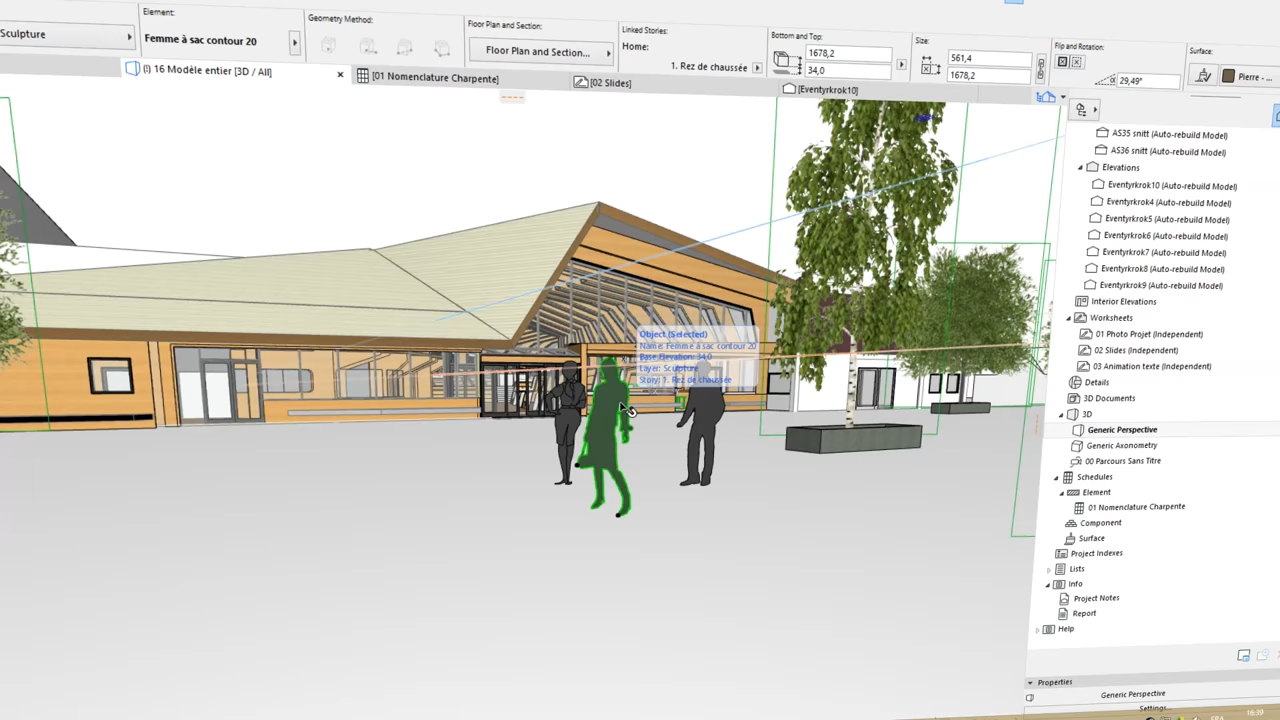 Sculpture
Element:
Femme à sac contour 20
Geometry Method:
Floor Plan and Section:
Floor Plan and Section...
Linked Stories:
Home:
1. Rez de chaussée
Bottom and Top:
1678,2
34,0
Size:
561,4
1678,2
Flip and Rotation:
29,49°
Surface:
Pierre - ...
(!) 16 Modèle entier [3D / All]
[01 Nomenclature Charpente]
[02 Slides]
[Eventyrkrok10]
Object (Selected)
Name: Femme à sac contour 20
Base Elevation: 34,0
Layer: Sculpture
Story: 1. Rez de chaussée
AS35 snitt (Auto-rebuild Model)
AS36 snitt (Auto-rebuild Model)
Elevations
Eventyrkrok10 (Auto-rebuild Model)
Eventyrkrok4 (Auto-rebuild Model)
Eventyrkrok5 (Auto-rebuild Model)
Eventyrkrok6 (Auto-rebuild Model)
Eventyrkrok7 (Auto-rebuild Model)
Eventyrkrok8 (Auto-rebuild Model)
Eventyrkrok9 (Auto-rebuild Model)
Interior Elevations
Worksheets
01 Photo Projet (Independent)
02 Slides (Independent)
03 Animation texte (Independent)
Details
3D Documents
3D
Generic Perspective
Generic Axonometry
00 Parcours Sans Titre
Schedules
Element
01 Nomenclature Charpente
Component
Surface
Project Indexes
Lists
Info
Project Notes
Report
Help
Properties
Generic Perspective
Settings...
FRA
16:39